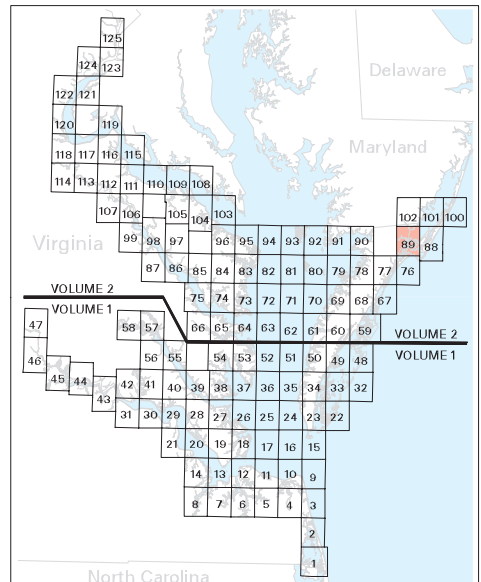 125
124 123
Delaware
122 121
120 119
Maryland
118 117 116 115
114 113 112 111 110 109 108
107 106 105 104 103 102 101 100
Virginia 99 98 97 96 95 94 93 92 91 90 89 88
87 86 85 84 83 82 81 80 79 78 77 76
VOLUME 2 75 74 73 72 71 70 69 68 67
VOLUME 1
47 58 57 66 65 64 63 62 61 60 59 VOLUME 2
46 56 55 54 53 52 51 50 49 48 VOLUME 1
45 44 43 42 41 40 39 38 37 36 35 34 33 32
31 30 29 28 27 26 25 24 23 22
21 20 19 18 17 16 15
14 13 12 11 10 9
8 7 6 5 4 3
2
1
North Carolina